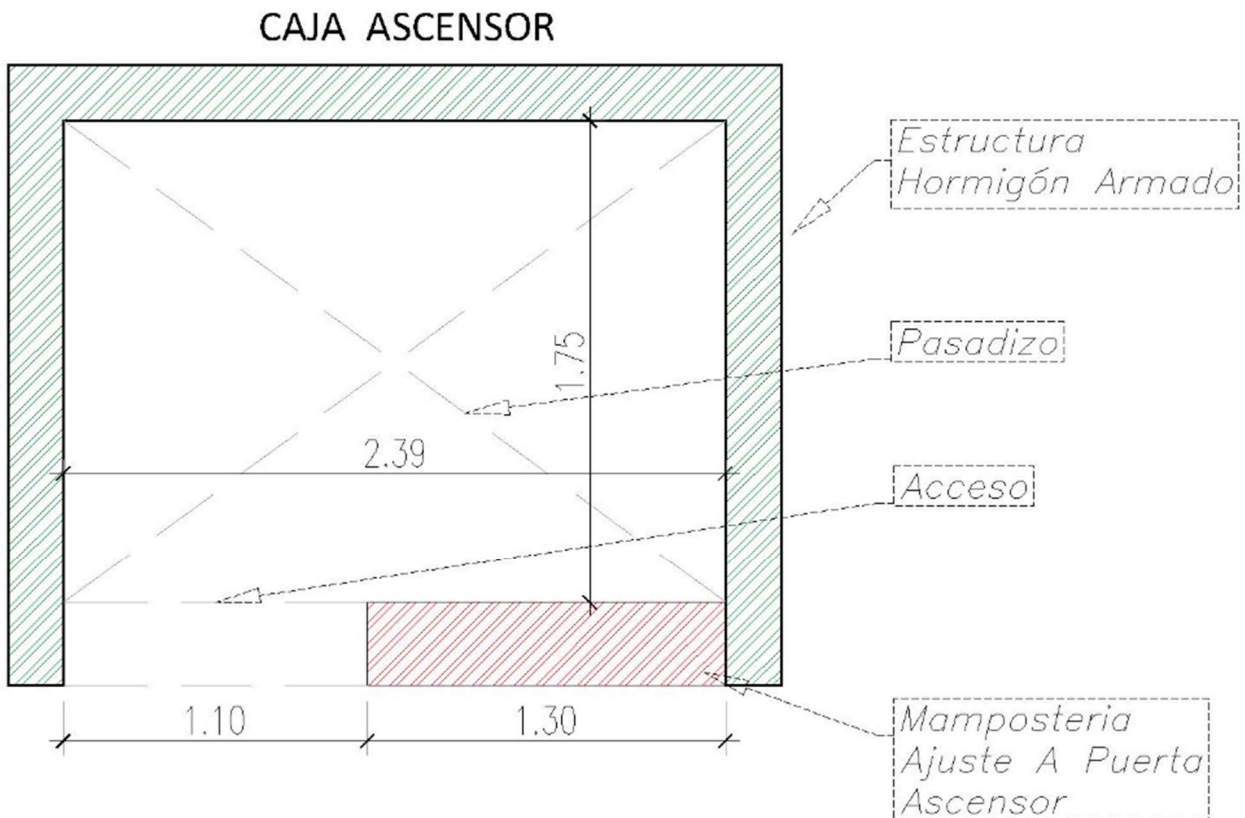 CAJA ASCENSOR
Estructura
Hormigón Armado
1.75
Pasadizo
2.39
Acceso
1.10
1.30
Mamposteria
Ajuste A Puerta
Ascensor